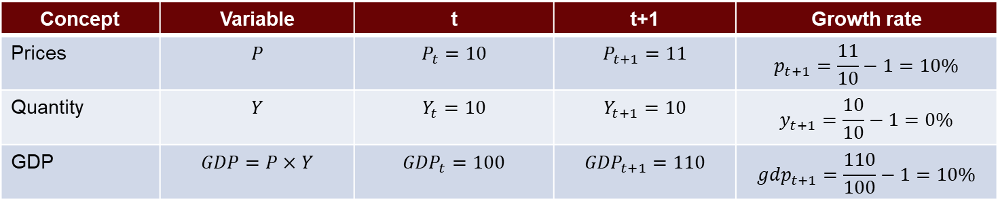 Concept Variable t t+1 Growth rate
Prices P P_t = 10 P_{t+1} = 11 p_{t+1} = \frac{11}{10} − 1 = 10%
Quantity Y Y_t = 10 Y_{t+1} = 10 y_{t+1} = \frac{10}{10} − 1 = 0%
GDP GDP = P × Y GDP_t = 100 GDP_{t+1} = 110 gdp_{t+1} = \frac{110}{100} − 1 = 10%